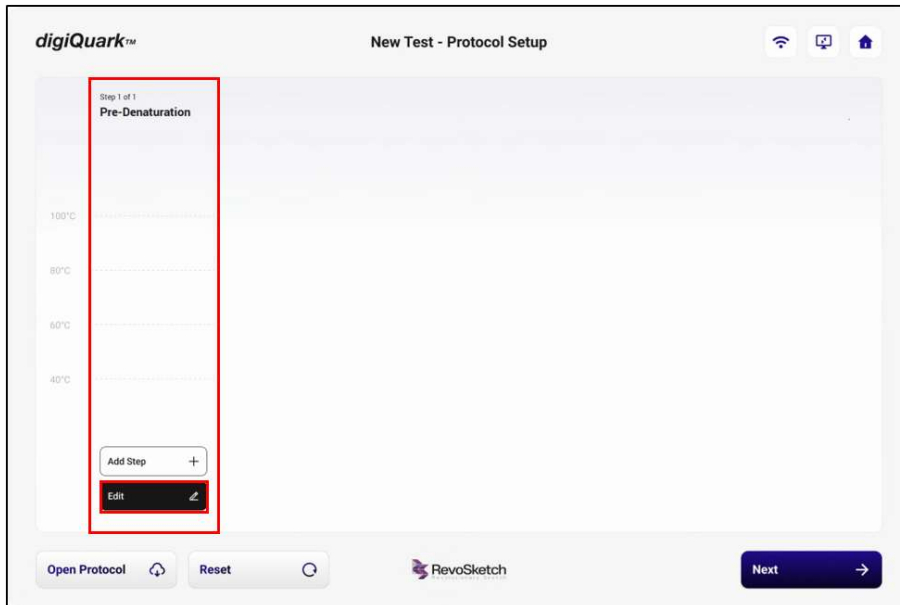 digiQuark™
New Test - Protocol Setup
Step 1 of 1
Pre-Denaturation
100°C
80°C
60°C
40°C
Add Step
Edit
Open Protocol
Reset
RevoSketch
Next